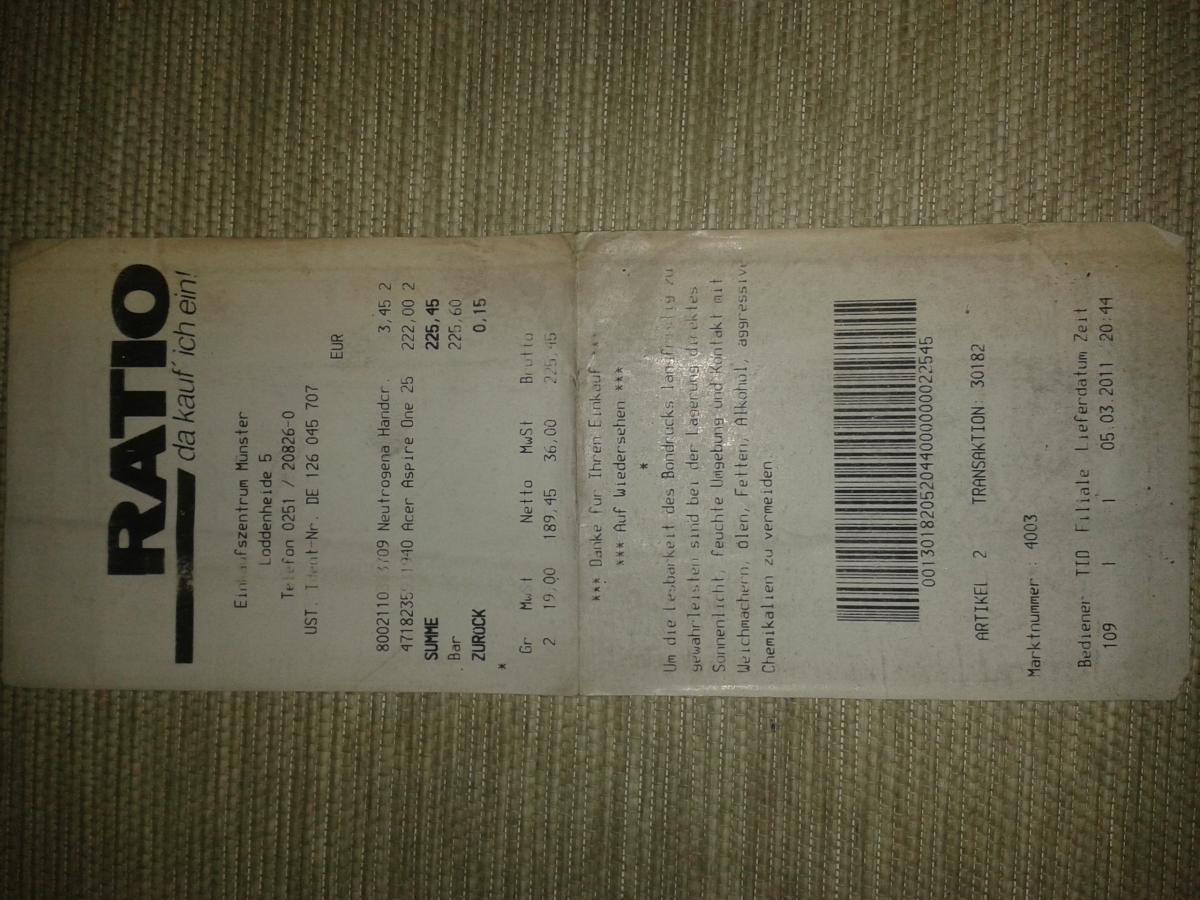 RATIO
da kauf' ich ein!
Einkaufszentrum Münster
Loddenheide 5
Telefon 0251 / 20826-0
UST. Ident-Nr. DE 126 045 707
EUR
8002110 Neutrogena Handcr. 3,45 2
Acer Aspire One 25 222,00 2
SUMME 225,45
Bar 225,60
ZURÜCK 0,15
*
Gr MwSt Netto MwSt Brutto
2 19,00 189,45 36,00 225,45
*** Danke für Ihren Einkauf ***
*** Auf Wiedersehen ***
*
Um die Lesbarkeit des Bondrucks langfristig zu
gewährleisten sind bei der Lagerung direktes
Sonnenlicht, feuchte Umgebung und Kontakt mit
Weichmachern, Ölen, Fetten, Alkohol, aggressive
Chemikalien zu vermeiden.
ARTIKEL 2 TRANSAKTION: 30182
Marktnummer : 4003
Bediener TID Filiale Lieferdatum Zeit
109 1 1 05.03.2011 20:44